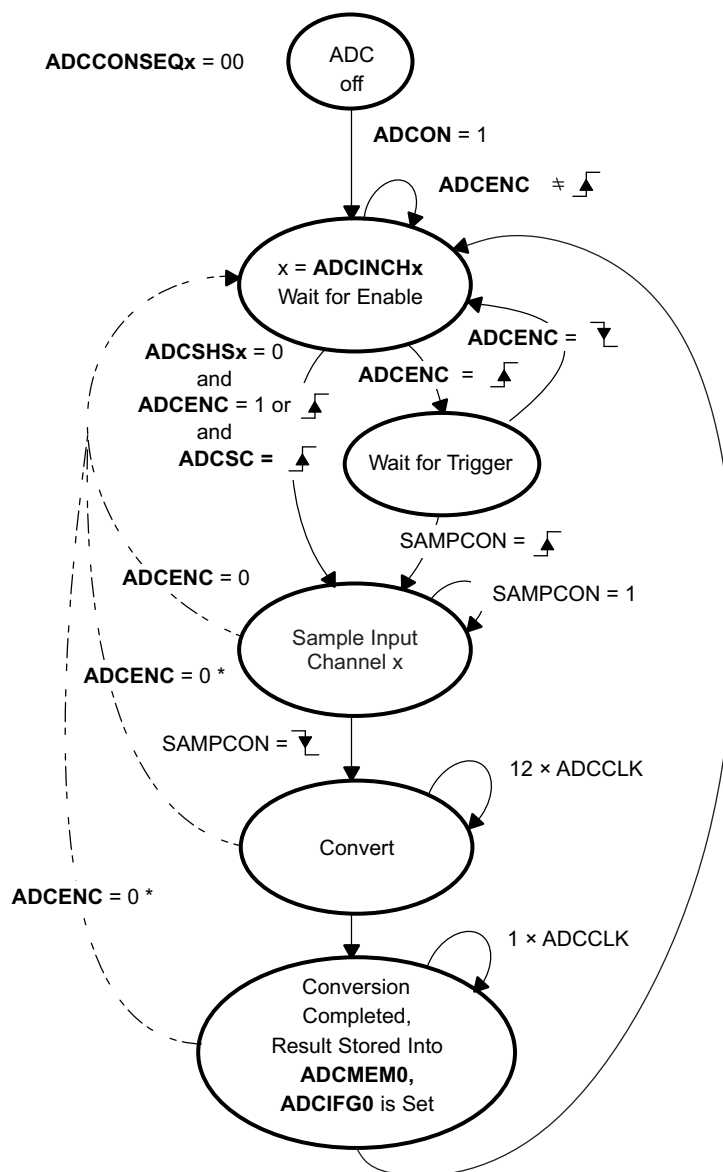 ADCCONSEQx = 00
ADC
off
ADCON = 1
ADCENC ≠
x = ADCINCHx
Wait for Enable
ADCSHSx = 0
and
ADCENC = 1 or
and
ADCSC =
ADCENC =
ADCENC =
Wait for Trigger
SAMPCON =
SAMPCON = 1
ADCENC = 0
Sample Input
Channel x
ADCENC = 0 *
SAMPCON =
12 × ADCCLK
Convert
ADCENC = 0 *
1 × ADCCLK
Conversion
Completed,
Result Stored Into
ADCMEM0,
ADCIFG0 is Set